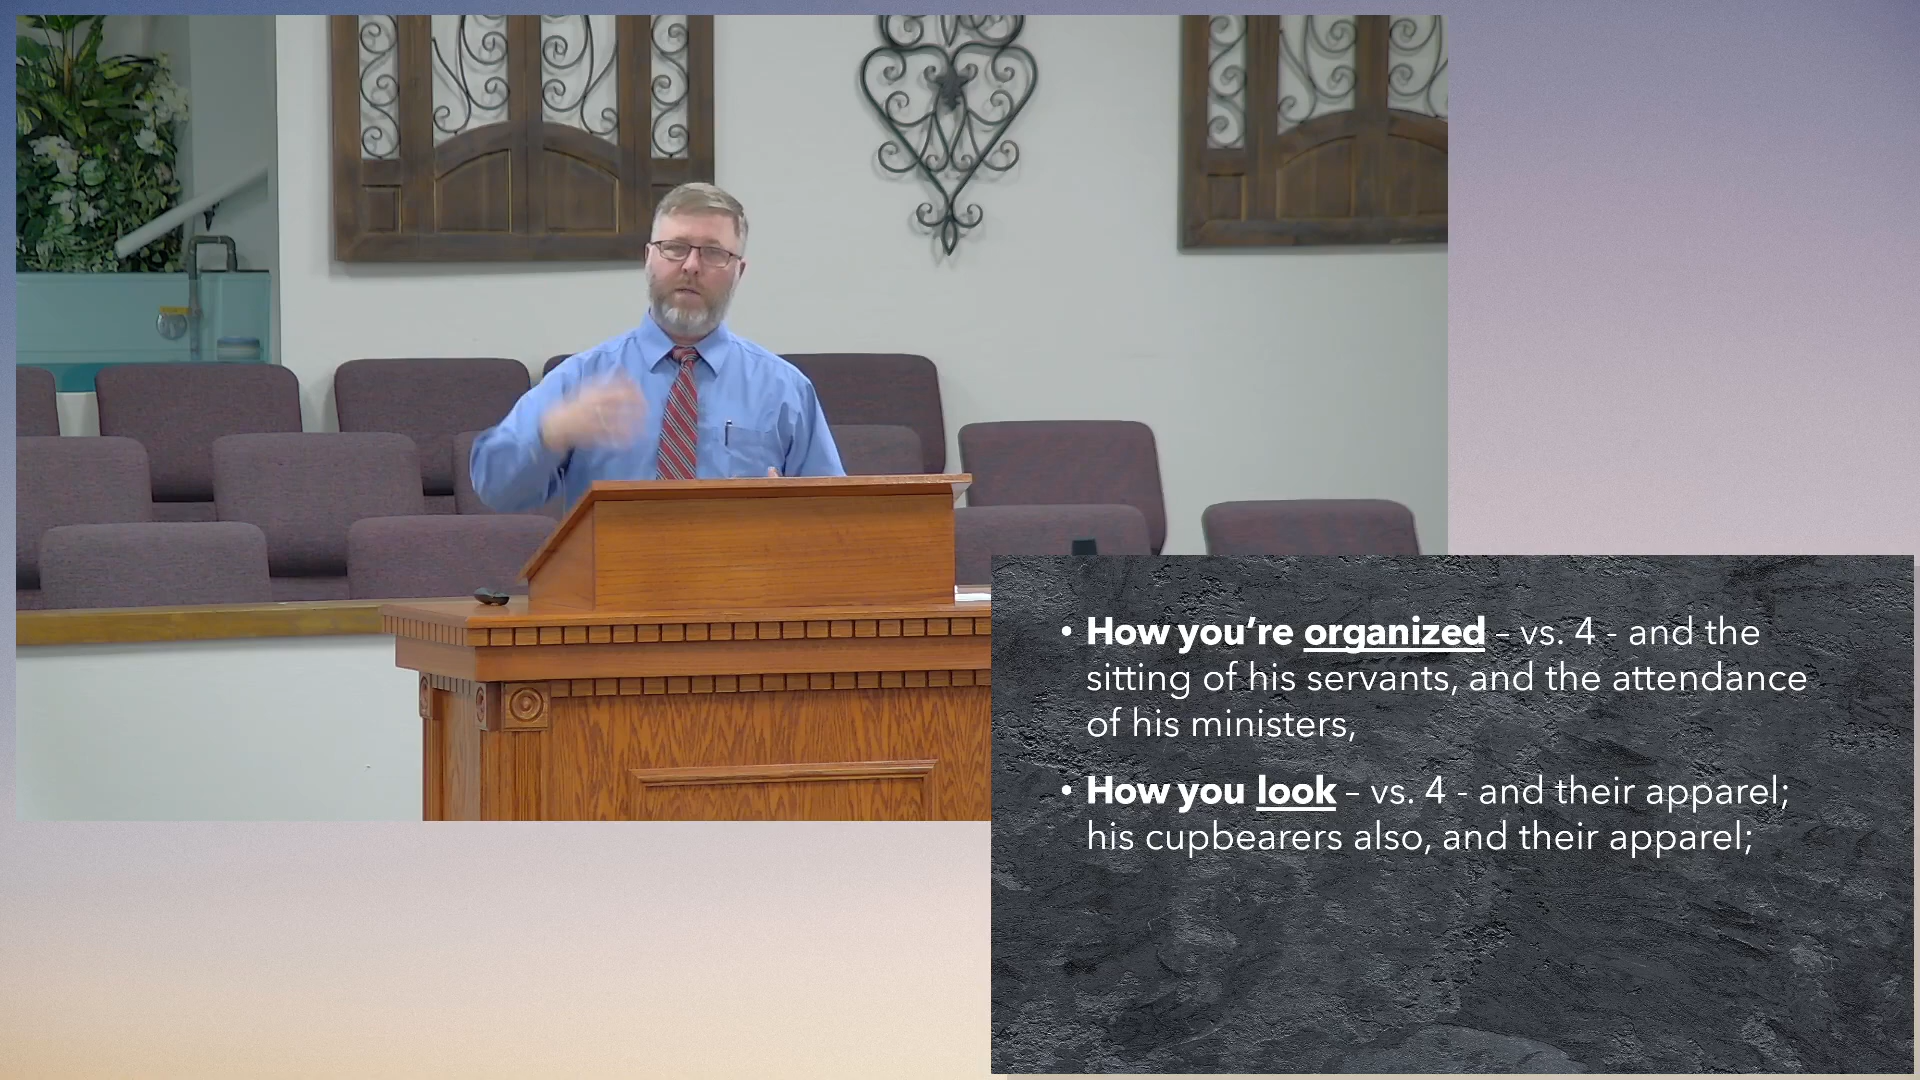 • How you're organized – vs. 4 - and the
sitting of his servants, and the attendance
of his ministers,
• How you look – vs. 4 - and their apparel;
his cupbearers also, and their apparel;